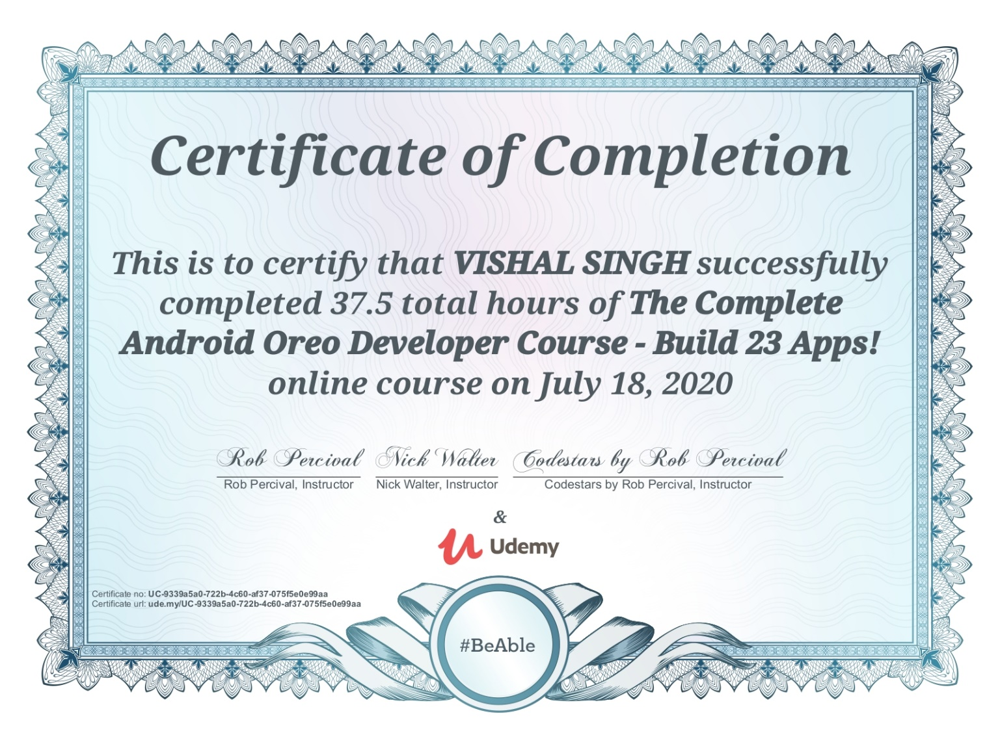 Certificate of Completion
This is to certify that VISHAL SINGH successfully
completed 37.5 total hours of The Complete
Android Oreo Developer Course - Build 23 Apps!
online course on July 18, 2020
Rob Percival Nick Walter Codestars by Rob Percival
Rob Percival, Instructor Nick Walter, Instructor Codestars by Rob Percival, Instructor
&
Udemy
Certificate no: UC-9339a5a0-722b-4c60-af37-075f5e0e99aa
Certificate url: ude.my/UC-9339a5a0-722b-4c60-af37-075f5e0e99aa
#BeAble